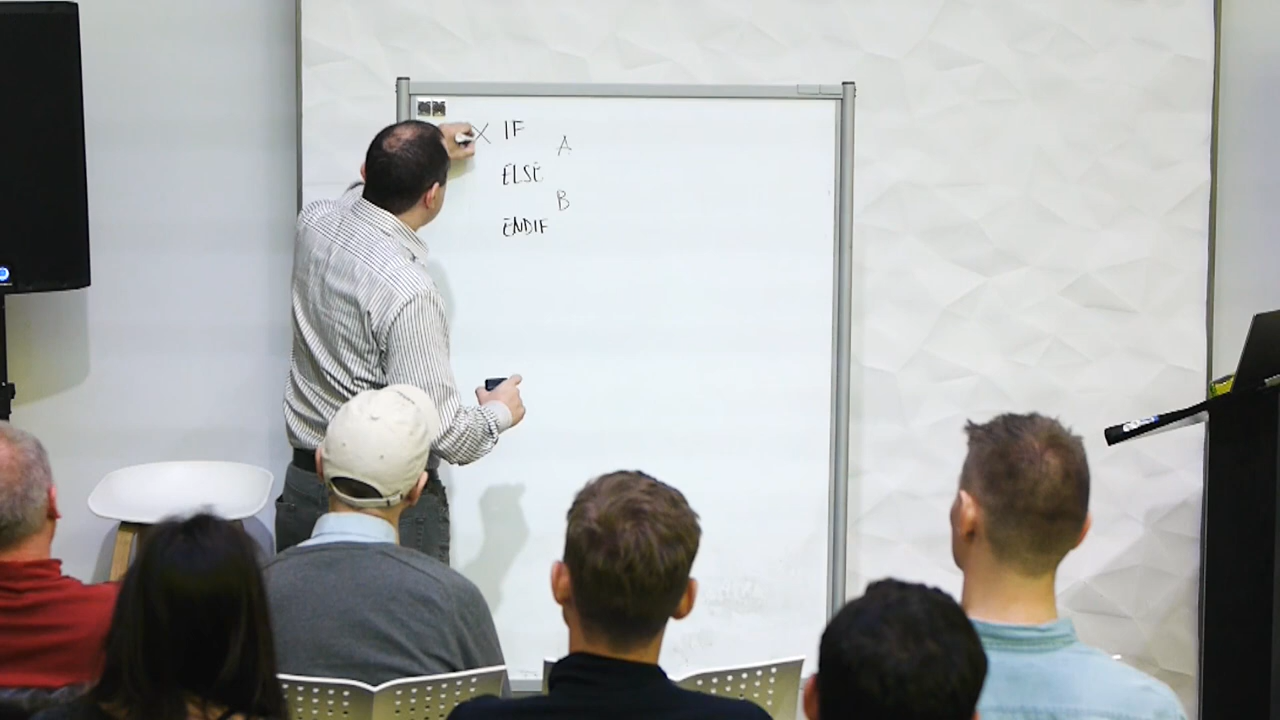 X IF
A
ELSE
B
ENDIF